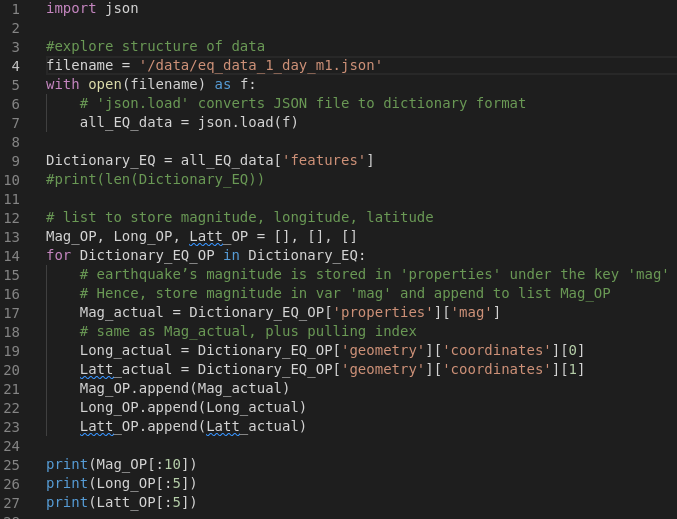 1 import json
2
3 #explore structure of data
4 filename = '/data/eq_data_1_day_m1.json'
5 with open(filename) as f:
6     # 'json.load' converts JSON file to dictionary format
7     all_EQ_data = json.load(f)
8
9 Dictionary_EQ = all_EQ_data['features']
10 #print(len(Dictionary_EQ))
11
12 # list to store magnitude, longitude, latitude
13 Mag_OP, Long_OP, Latt_OP = [], [], []
14 for Dictionary_EQ_OP in Dictionary_EQ:
15     # earthquake’s magnitude is stored in 'properties' under the key 'mag'
16     # Hence, store magnitude in var 'mag' and append to list Mag_OP
17     Mag_actual = Dictionary_EQ_OP['properties']['mag']
18     # same as Mag_actual, plus pulling index
19     Long_actual = Dictionary_EQ_OP['geometry']['coordinates'][0]
20     Latt_actual = Dictionary_EQ_OP['geometry']['coordinates'][1]
21     Mag_OP.append(Mag_actual)
22     Long_OP.append(Long_actual)
23     Latt_OP.append(Latt_actual)
24
25 print(Mag_OP[:10])
26 print(Long_OP[:5])
27 print(Latt_OP[:5])